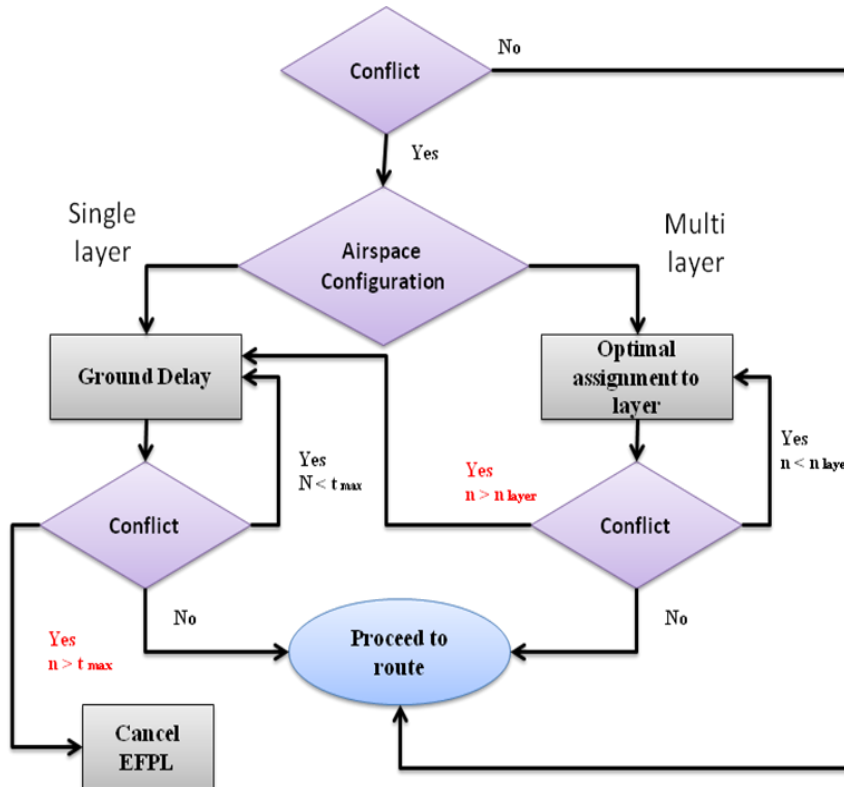 No
Conflict
Yes
Single
layer
Multi
layer
Airspace
Configuration
Ground Delay
Optimal
assignment to
layer
Yes
N < t max
Yes
n > n layer
Yes
n < n laye
Conflict
Conflict
No
No
Yes
n > t max
Proceed to
route
Cancel
EFPL